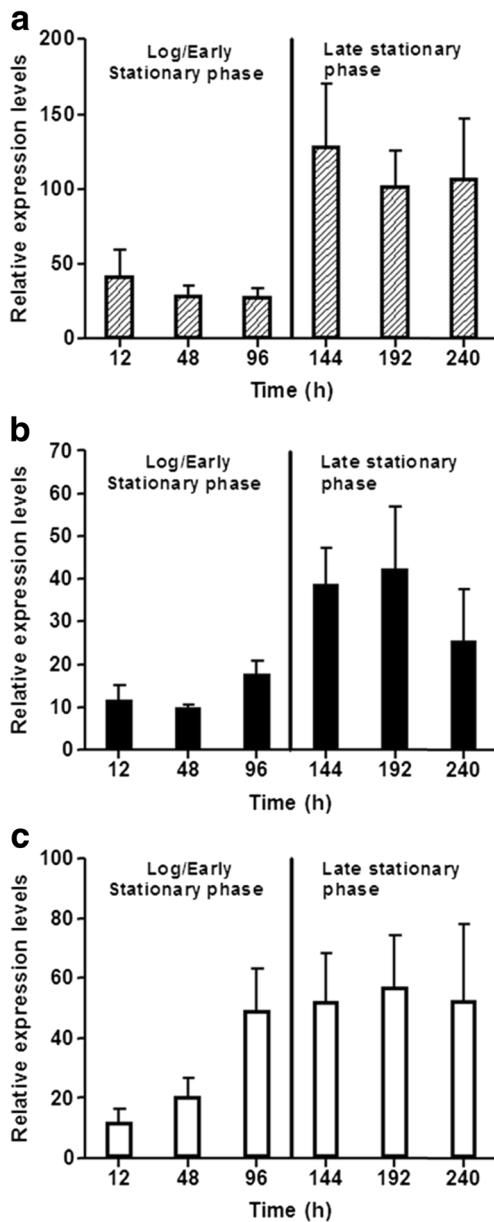 a
Log/Early
Stationary phase
Late stationary
phase
Relative expression levels
200
150
100
50
0
12 48 96 144 192 240
Time (h)
b
Log/Early
Stationary phase
Late stationary
phase
Relative expression levels
70
60
50
40
30
20
10
0
12 48 96 144 192 240
Time (h)
c
Log/Early
Stationary phase
Late stationary
phase
Relative expression levels
100
80
60
40
20
0
12 48 96 144 192 240
Time (h)